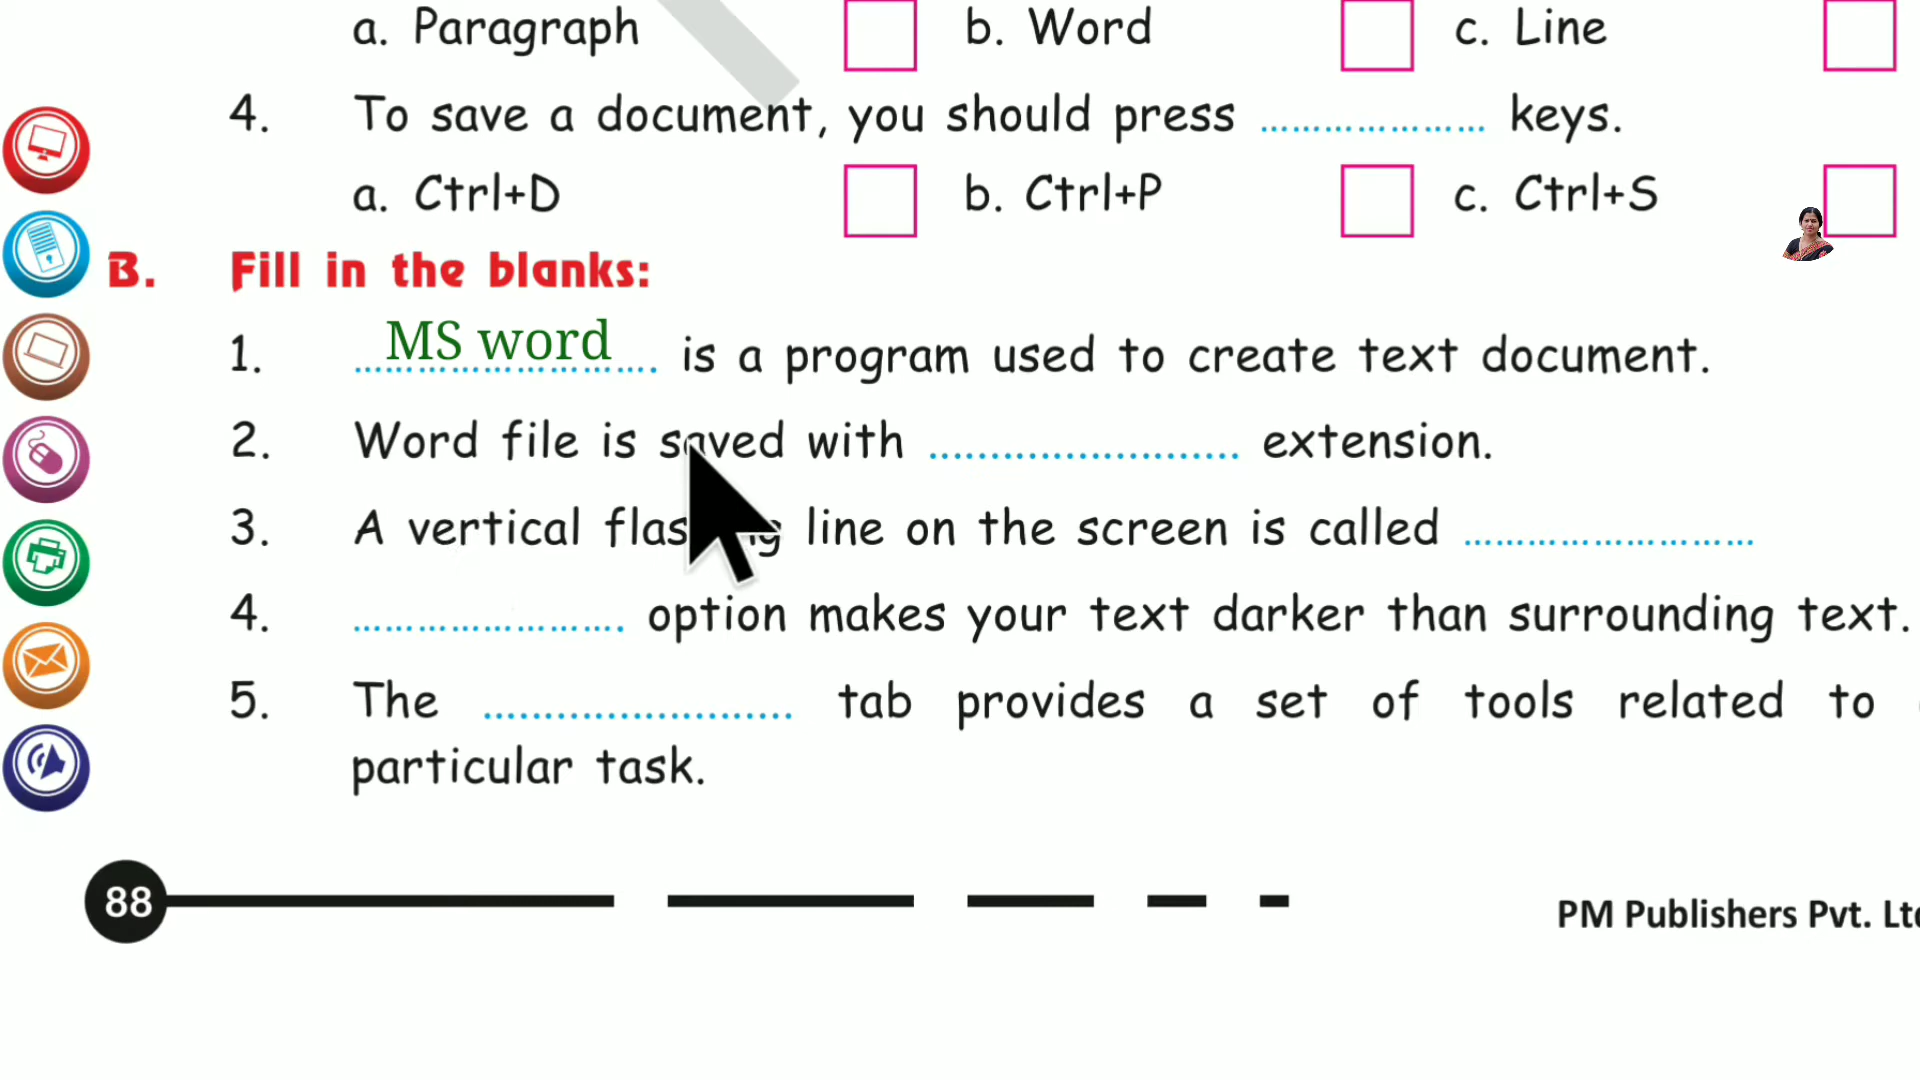 a. Paragraph b. Word c. Line
4. To save a document, you should press ..................... keys.
a. Ctrl+D b. Ctrl+P c. Ctrl+S
B. Fill in the blanks:
1. MS word is a program used to create text document.
2. Word file is saved with ......................... extension.
3. A vertical line on the screen is called ........................
4. ........................ option makes your text darker than surrounding text.
5. The ......................... tab provides a set of tools related to
particular task.
88
PM Publishers Pvt.